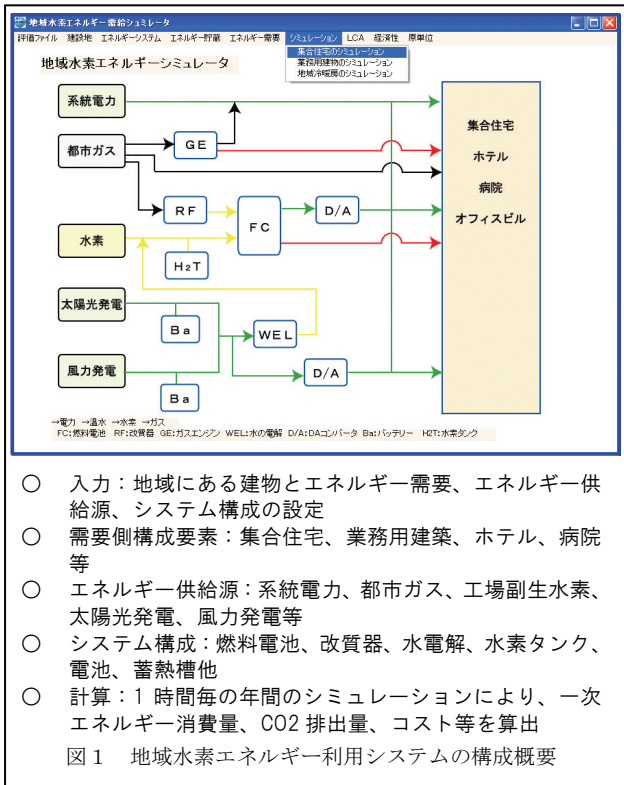 地域水素エネルギー需給シュミレータ
評価ファイル 建設地 エネルギーシステム エネルギー貯蔵 エネルギー需要 シミュレーション LCA 経済性 原単位
集合住宅のシミュレーション
業務用建物のシミュレーション
地域冷暖房のシミュレーション
地域水素エネルギーシミュレータ
系統電力
都市ガス
GE
集合住宅
ホテル
病院
オフィスビル
RF
FC
D/A
水素
H2T
太陽光発電
Ba
WEL
風力発電
Ba
D/A
→電力 →温水 →水素 →ガス
FC:燃料電池 RF:改質器 GE:ガスエンジン WEL:水の電解 D/A:DAコンバータ Ba:バッテリー H2T:水素タンク
○ 入力:地域にある建物とエネルギー需要、エネルギー供
給源、システム構成の設定
○ 需要側構成要素:集合住宅、業務用建築、ホテル、病院
等
○ エネルギー供給源:系統電力、都市ガス、工場副生水素、
太陽光発電、風力発電等
○ システム構成:燃料電池、改質器、水電解、水素タンク、
電池、蓄熱槽他
○ 計算:1 時間毎の年間のシミュレーションにより、一次
エネルギー消費量、CO2 排出量、コスト等を算出
図1 地域水素エネルギー利用システムの構成概要